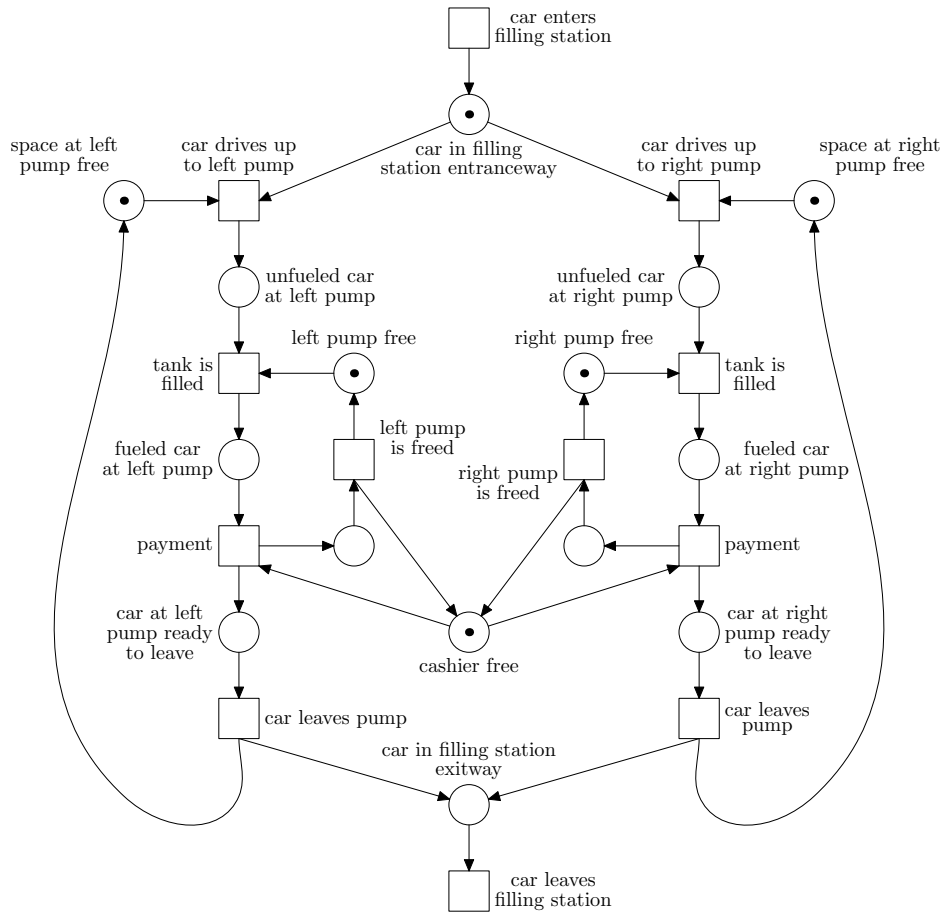 car enters
filling station
space at left
pump free
car drives up
to left pump
car in filling
station entranceway
car drives up
to right pump
space at right
pump free
unfueled car
at left pump
unfueled car
at right pump
left pump free
right pump free
tank is
filled
tank is
filled
left pump
is freed
fueled car
at left pump
right pump
is freed
fueled car
at right pump
payment
payment
car at left
pump ready
to leave
car at right
pump ready
to leave
cashier free
car leaves pump
car leaves
pump
car in filling station
exitway
car leaves
filling station